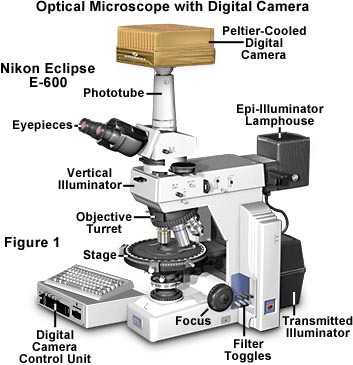 Optical Microscope with Digital Camera
Peltier-Cooled
Digital
Camera
Nikon Eclipse
E-600
Phototube
Eyepieces
Epi-Illuminator
Lamphouse
Vertical
Illuminator
Objective
Turret
Figure 1
Stage
Digital
Camera
Control Unit
Focus
Filter
Toggles
Transmitted
Illuminator